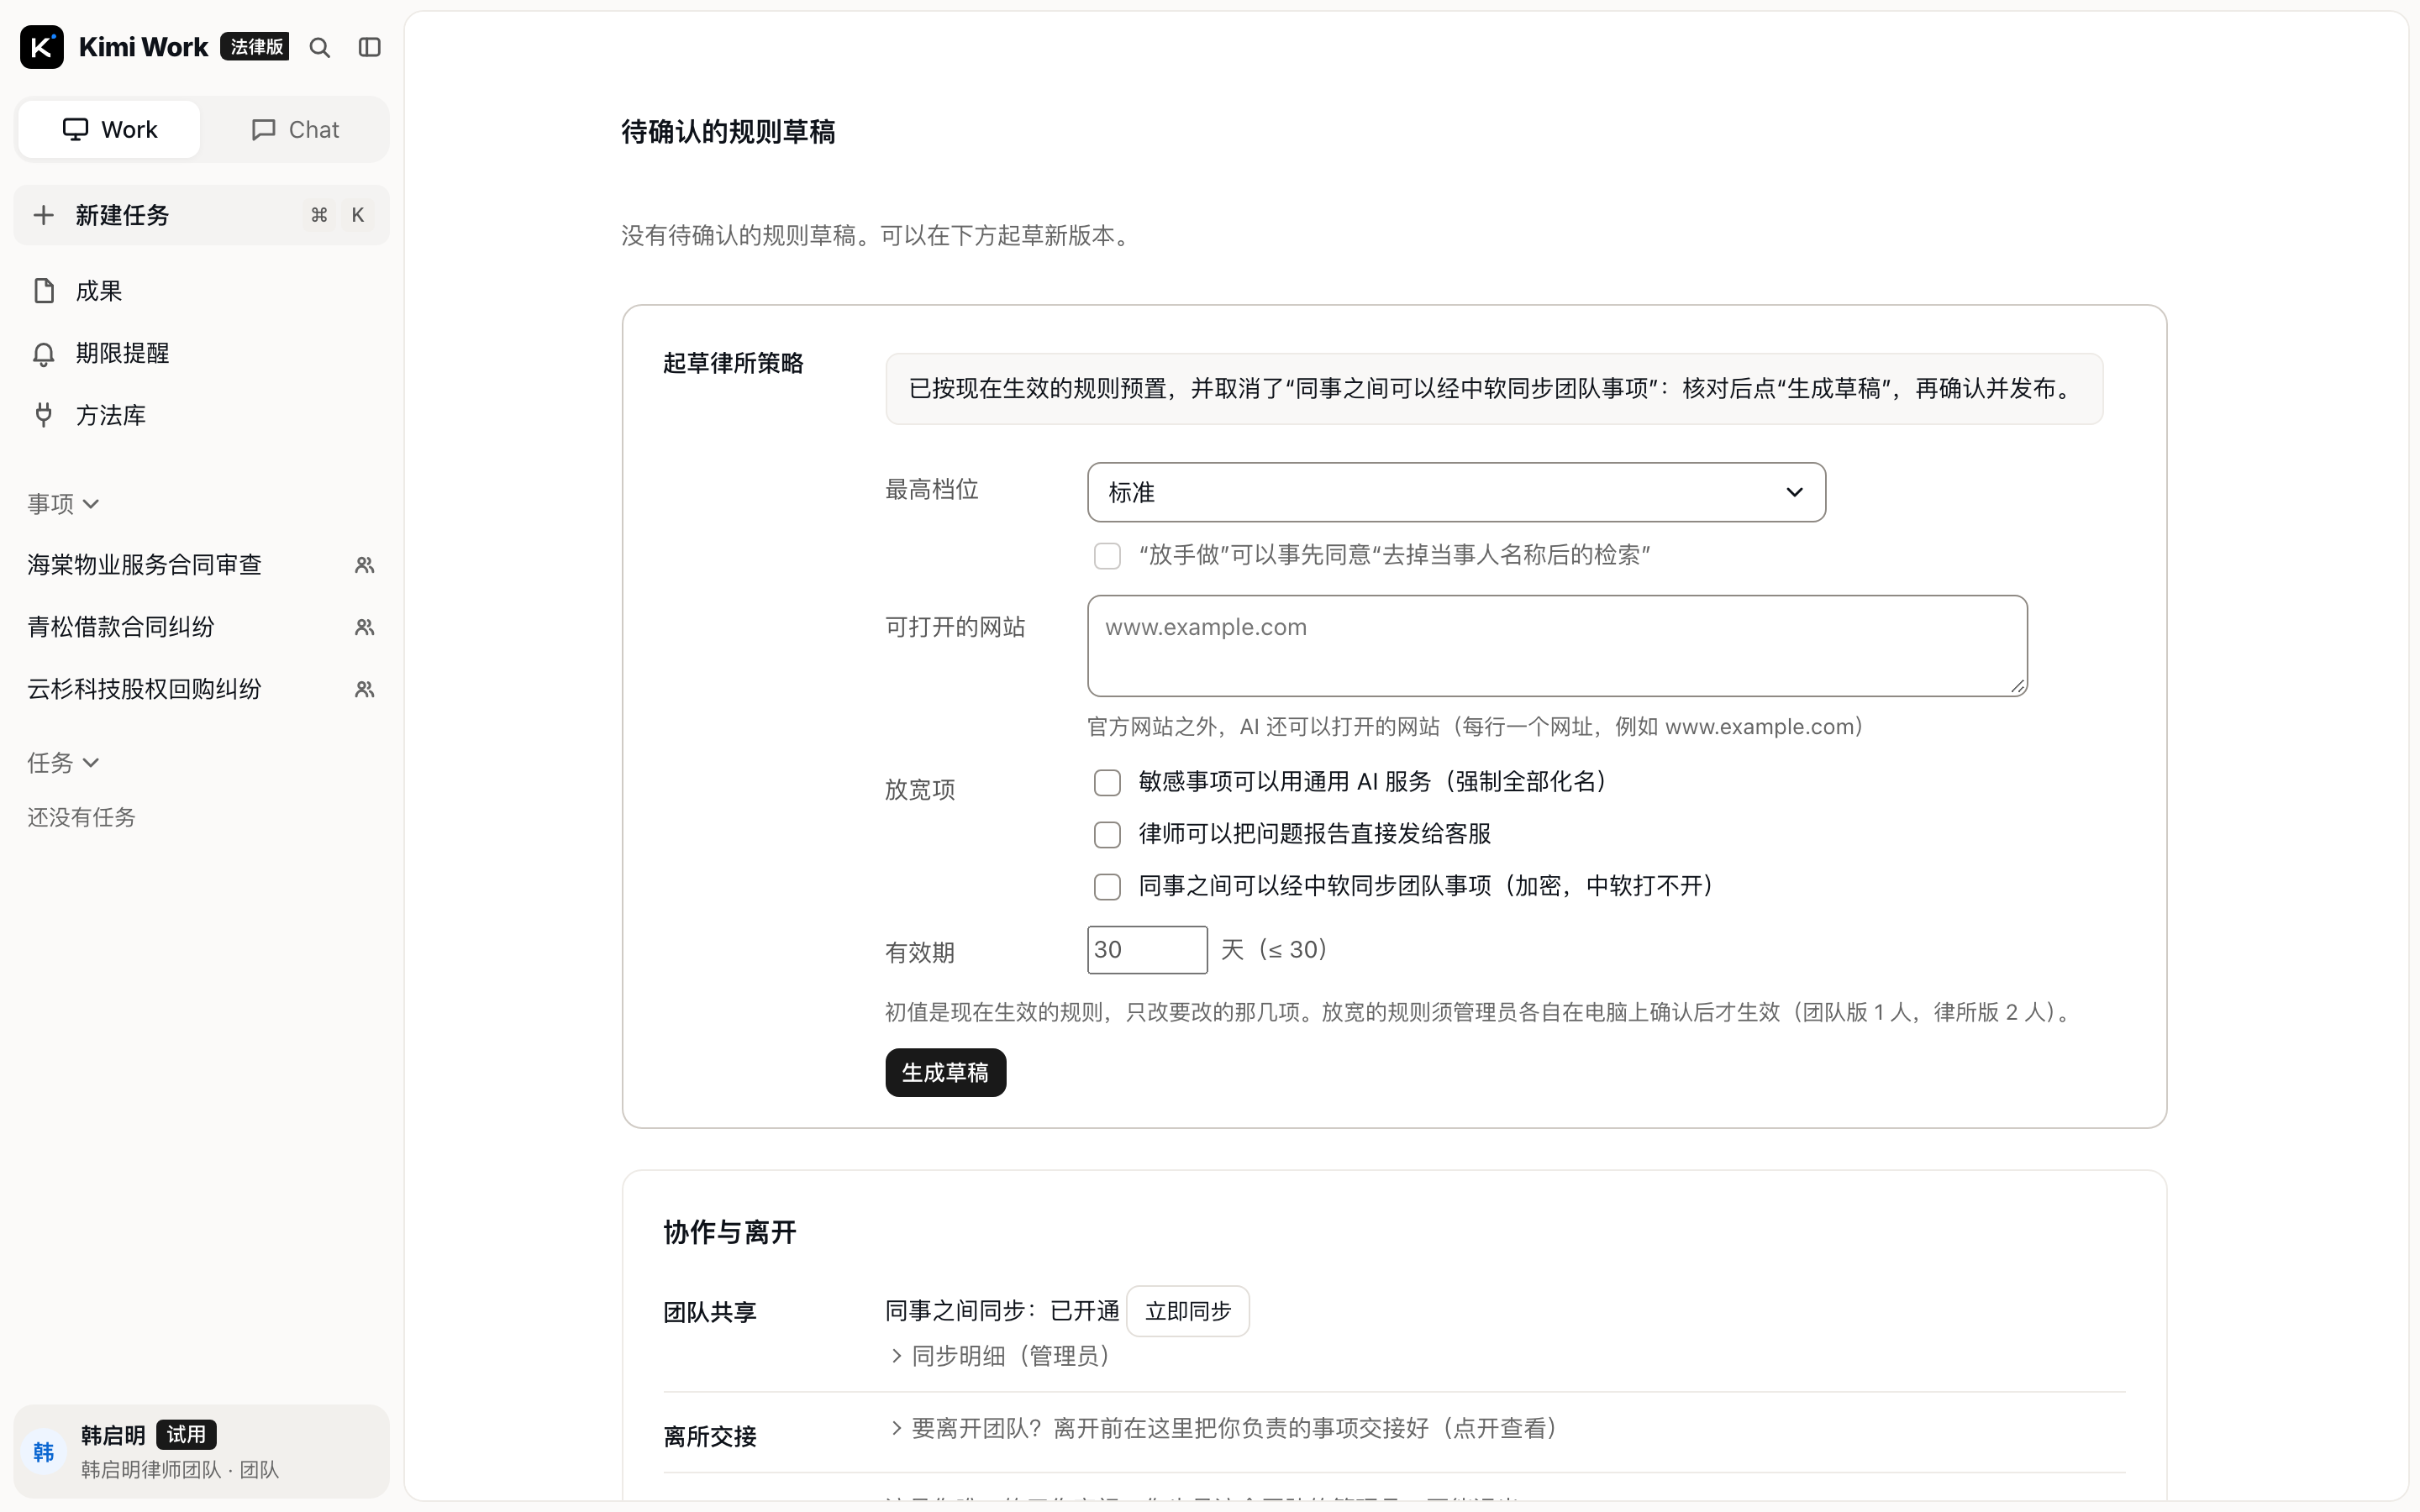 Kimi Work 法律版
Work Chat
新建任务 ⌘ K
成果
期限提醒
方法库
事项
海棠物业服务合同审查
青松借款合同纠纷
云杉科技股权回购纠纷
任务
还没有任务
韩 韩启明 试用
韩启明律师团队 · 团队
待确认的规则草稿
没有待确认的规则草稿。可以在下方起草新版本。
起草律所策略
已按现在生效的规则预置，并取消了“同事之间可以经中软同步团队事项”：核对后点“生成草稿”，再确认并发布。
最高档位 标准
“放手做”可以事先同意“去掉当事人名称后的检索”
可打开的网站 www.example.com
官方网站之外，AI 还可以打开的网站（每行一个网址，例如 www.example.com）
放宽项 敏感事项可以用通用 AI 服务（强制全部化名）
律师可以把问题报告直接发给客服
同事之间可以经中软同步团队事项（加密，中软打不开）
有效期 30 天（≤ 30）
初值是现在生效的规则，只改要改的那几项。放宽的规则须管理员各自在电脑上确认后才生效（团队版 1 人，律所版 2 人）。
生成草稿
协作与离开
团队共享 同事之间同步：已开通 立即同步
同步明细（管理员）
离所交接 要离开团队？离开前在这里把你负责的事项交接好（点开查看）